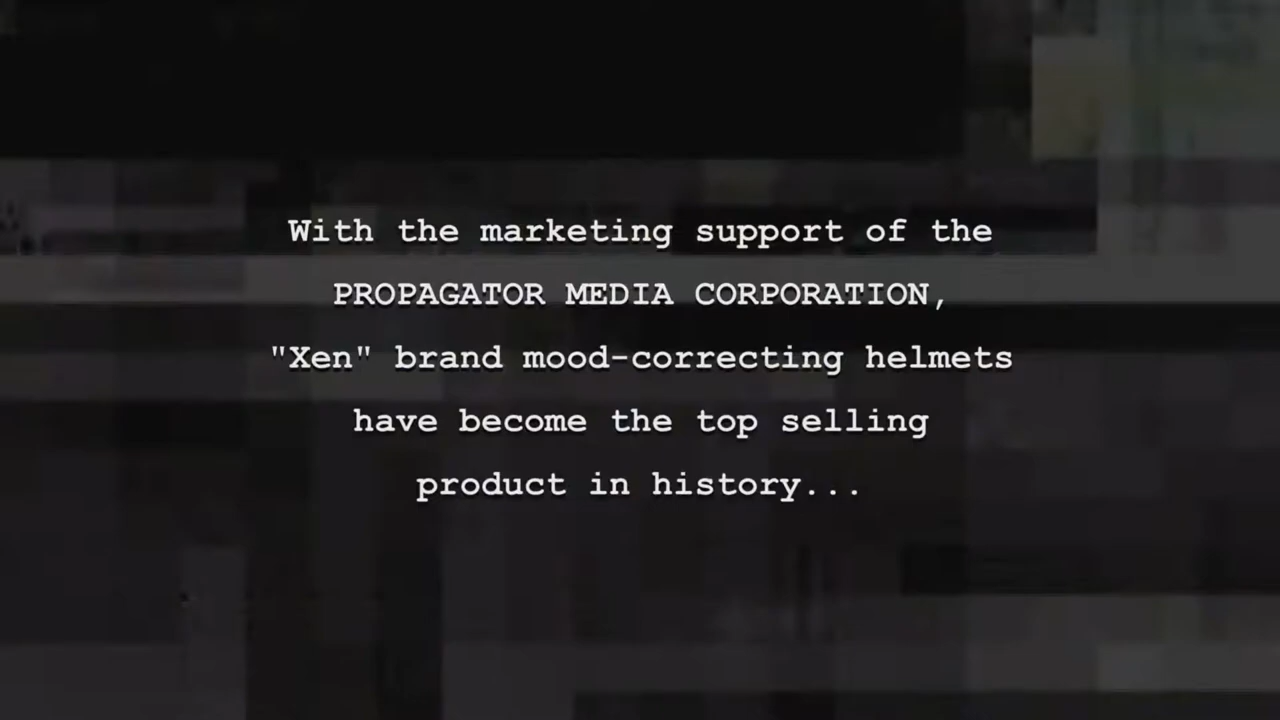 With the marketing support of the
PROPAGATOR MEDIA CORPORATION,
"Xen" brand mood-correcting helmets
have become the top selling
product in history...